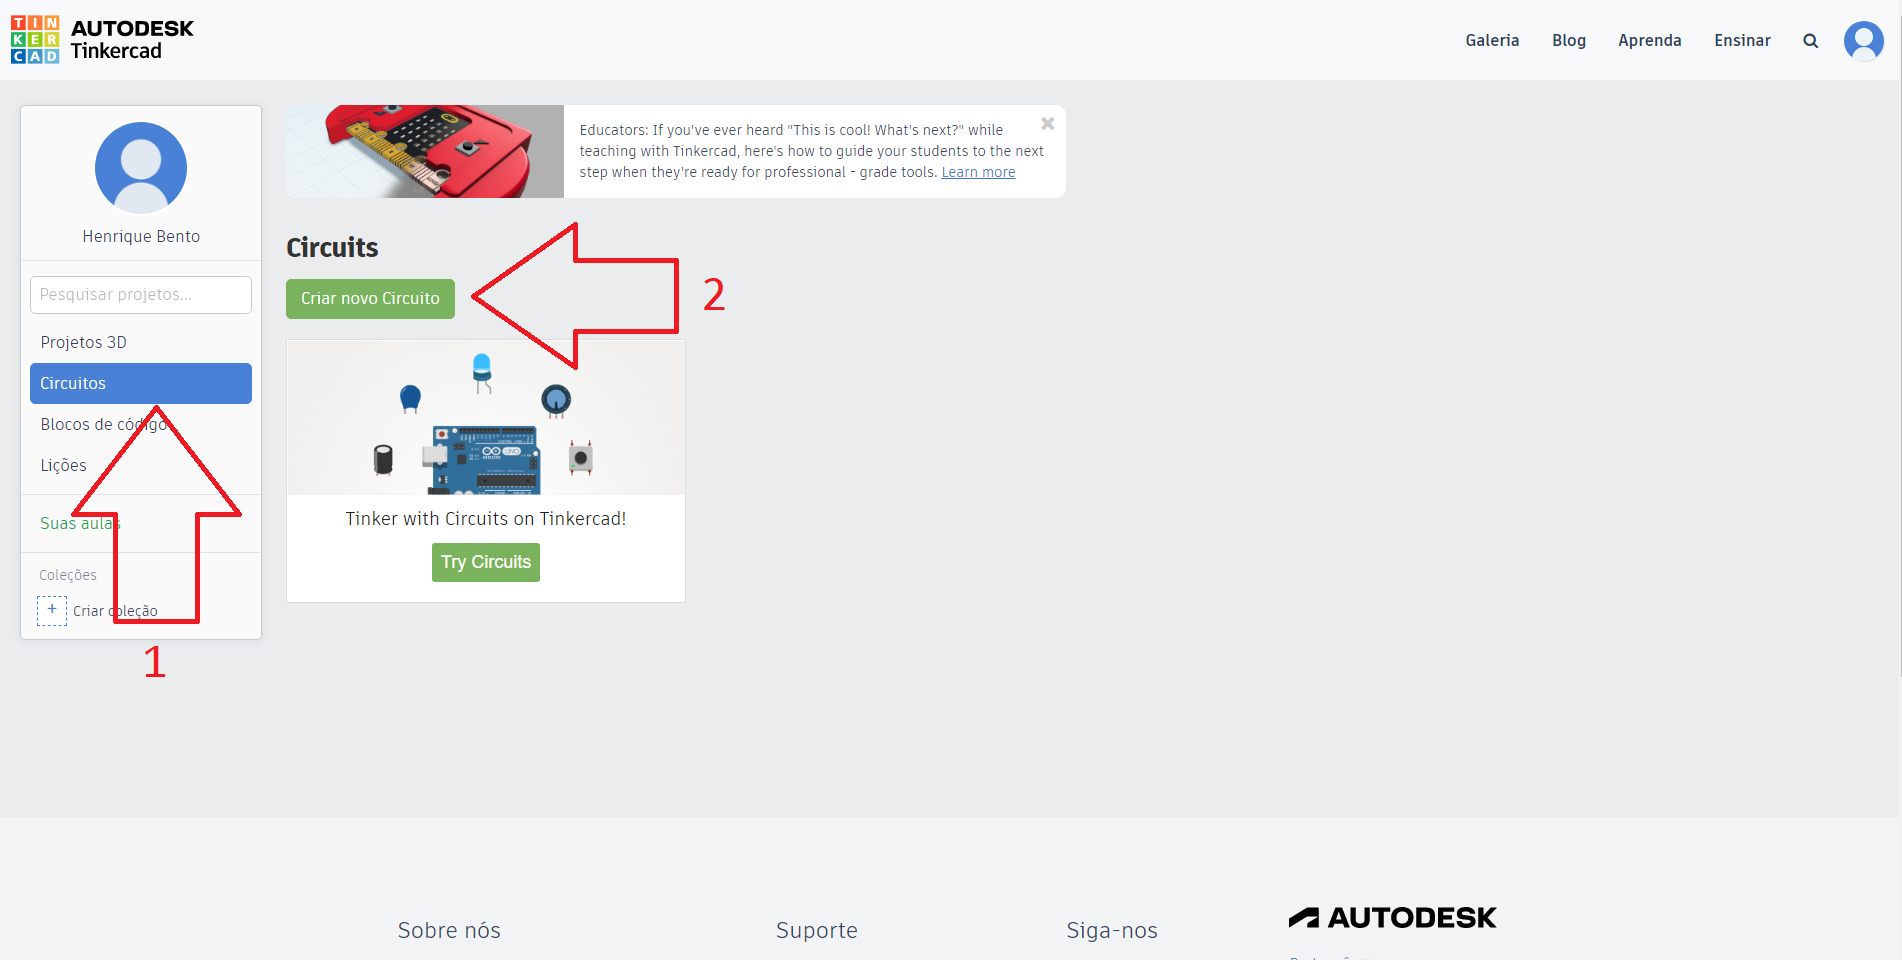 TIN
KER
CAD
AUTODESK
Tinkercad
Galeria
Blog
Aprenda
Ensinar
Henrique Bento
Pesquisar projetos...
Projetos 3D
Circuitos
Blocos de código
Lições
Suas aulas
Coleções
+ Criar coleção
1
Educators: If you've ever heard "This is cool! What's next?" while
teaching with Tinkercad, here's how to guide your students to the next
step when they're ready for professional - grade tools. Learn more
Circuits
Criar novo Circuito
2
UNO
Tinker with Circuits on Tinkercad!
Try Circuits
Sobre nós
Suporte
Siga-nos
AUTODESK